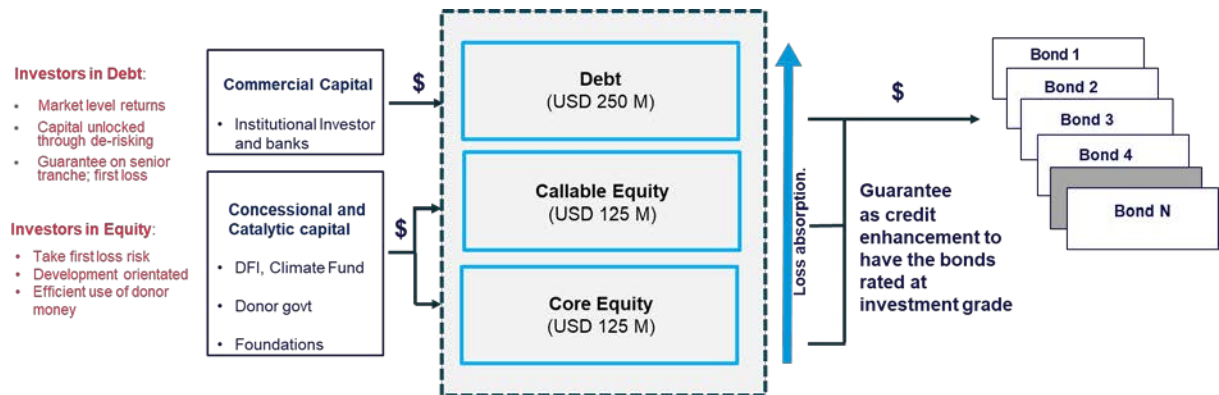 Investors in Debt:
• Market level returns
• Capital unlocked
through de-risking
• Guarantee on senior
tranche; first loss
Investors in Equity:
• Take first loss risk
• Development orientated
• Efficient use of donor
money
Commercial Capital
• Institutional Investor
and banks
Concessional and
Catalytic capital
• DFI, Climate Fund
• Donor govt
• Foundations
$
$
Debt
(USD 250 M)
Callable Equity
(USD 125 M)
Core Equity
(USD 125 M)
Loss absorption.
$
Guarantee
as credit
enhancement to
have the bonds
rated at
investment grade
Bond 1
Bond 2
Bond 3
Bond 4
Bond N